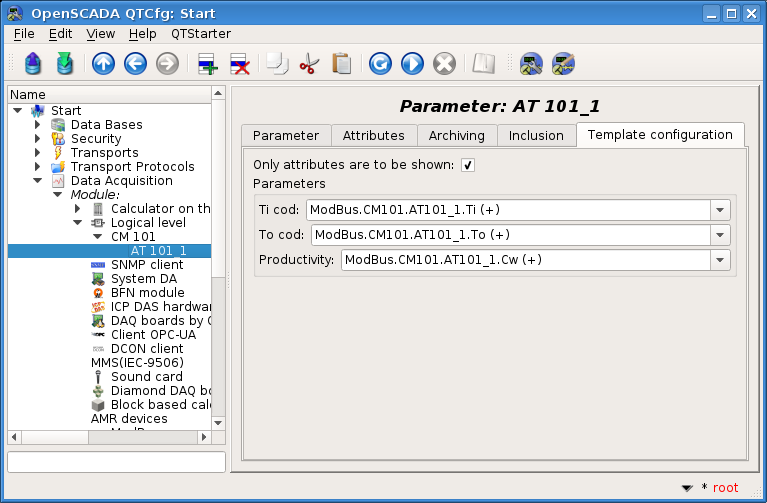 OpenSCADA QTCfg: Start
File Edit View Help QTStarter
Name
Start
Data Bases
Security
Transports
Transport Protocols
Data Acquisition
Module:
Calculator on th
Logical level
CM 101
AT 101_1
SNMP client
System DA
BFN module
ICP DAS hardwa
DAQ boards by
Client OPC-UA
DCON client
MMS(IEC-9506)
Sound card
Diamond DAQ bo
Block based cal
AMR devices
Parameter: AT 101_1
Parameter Attributes Archiving Inclusion Template configuration
Only attributes are to be shown:
Parameters
Ti cod: ModBus.CM101.AT101_1.Ti (+)
To cod: ModBus.CM101.AT101_1.To (+)
Productivity: ModBus.CM101.AT101_1.Cw (+)
* root